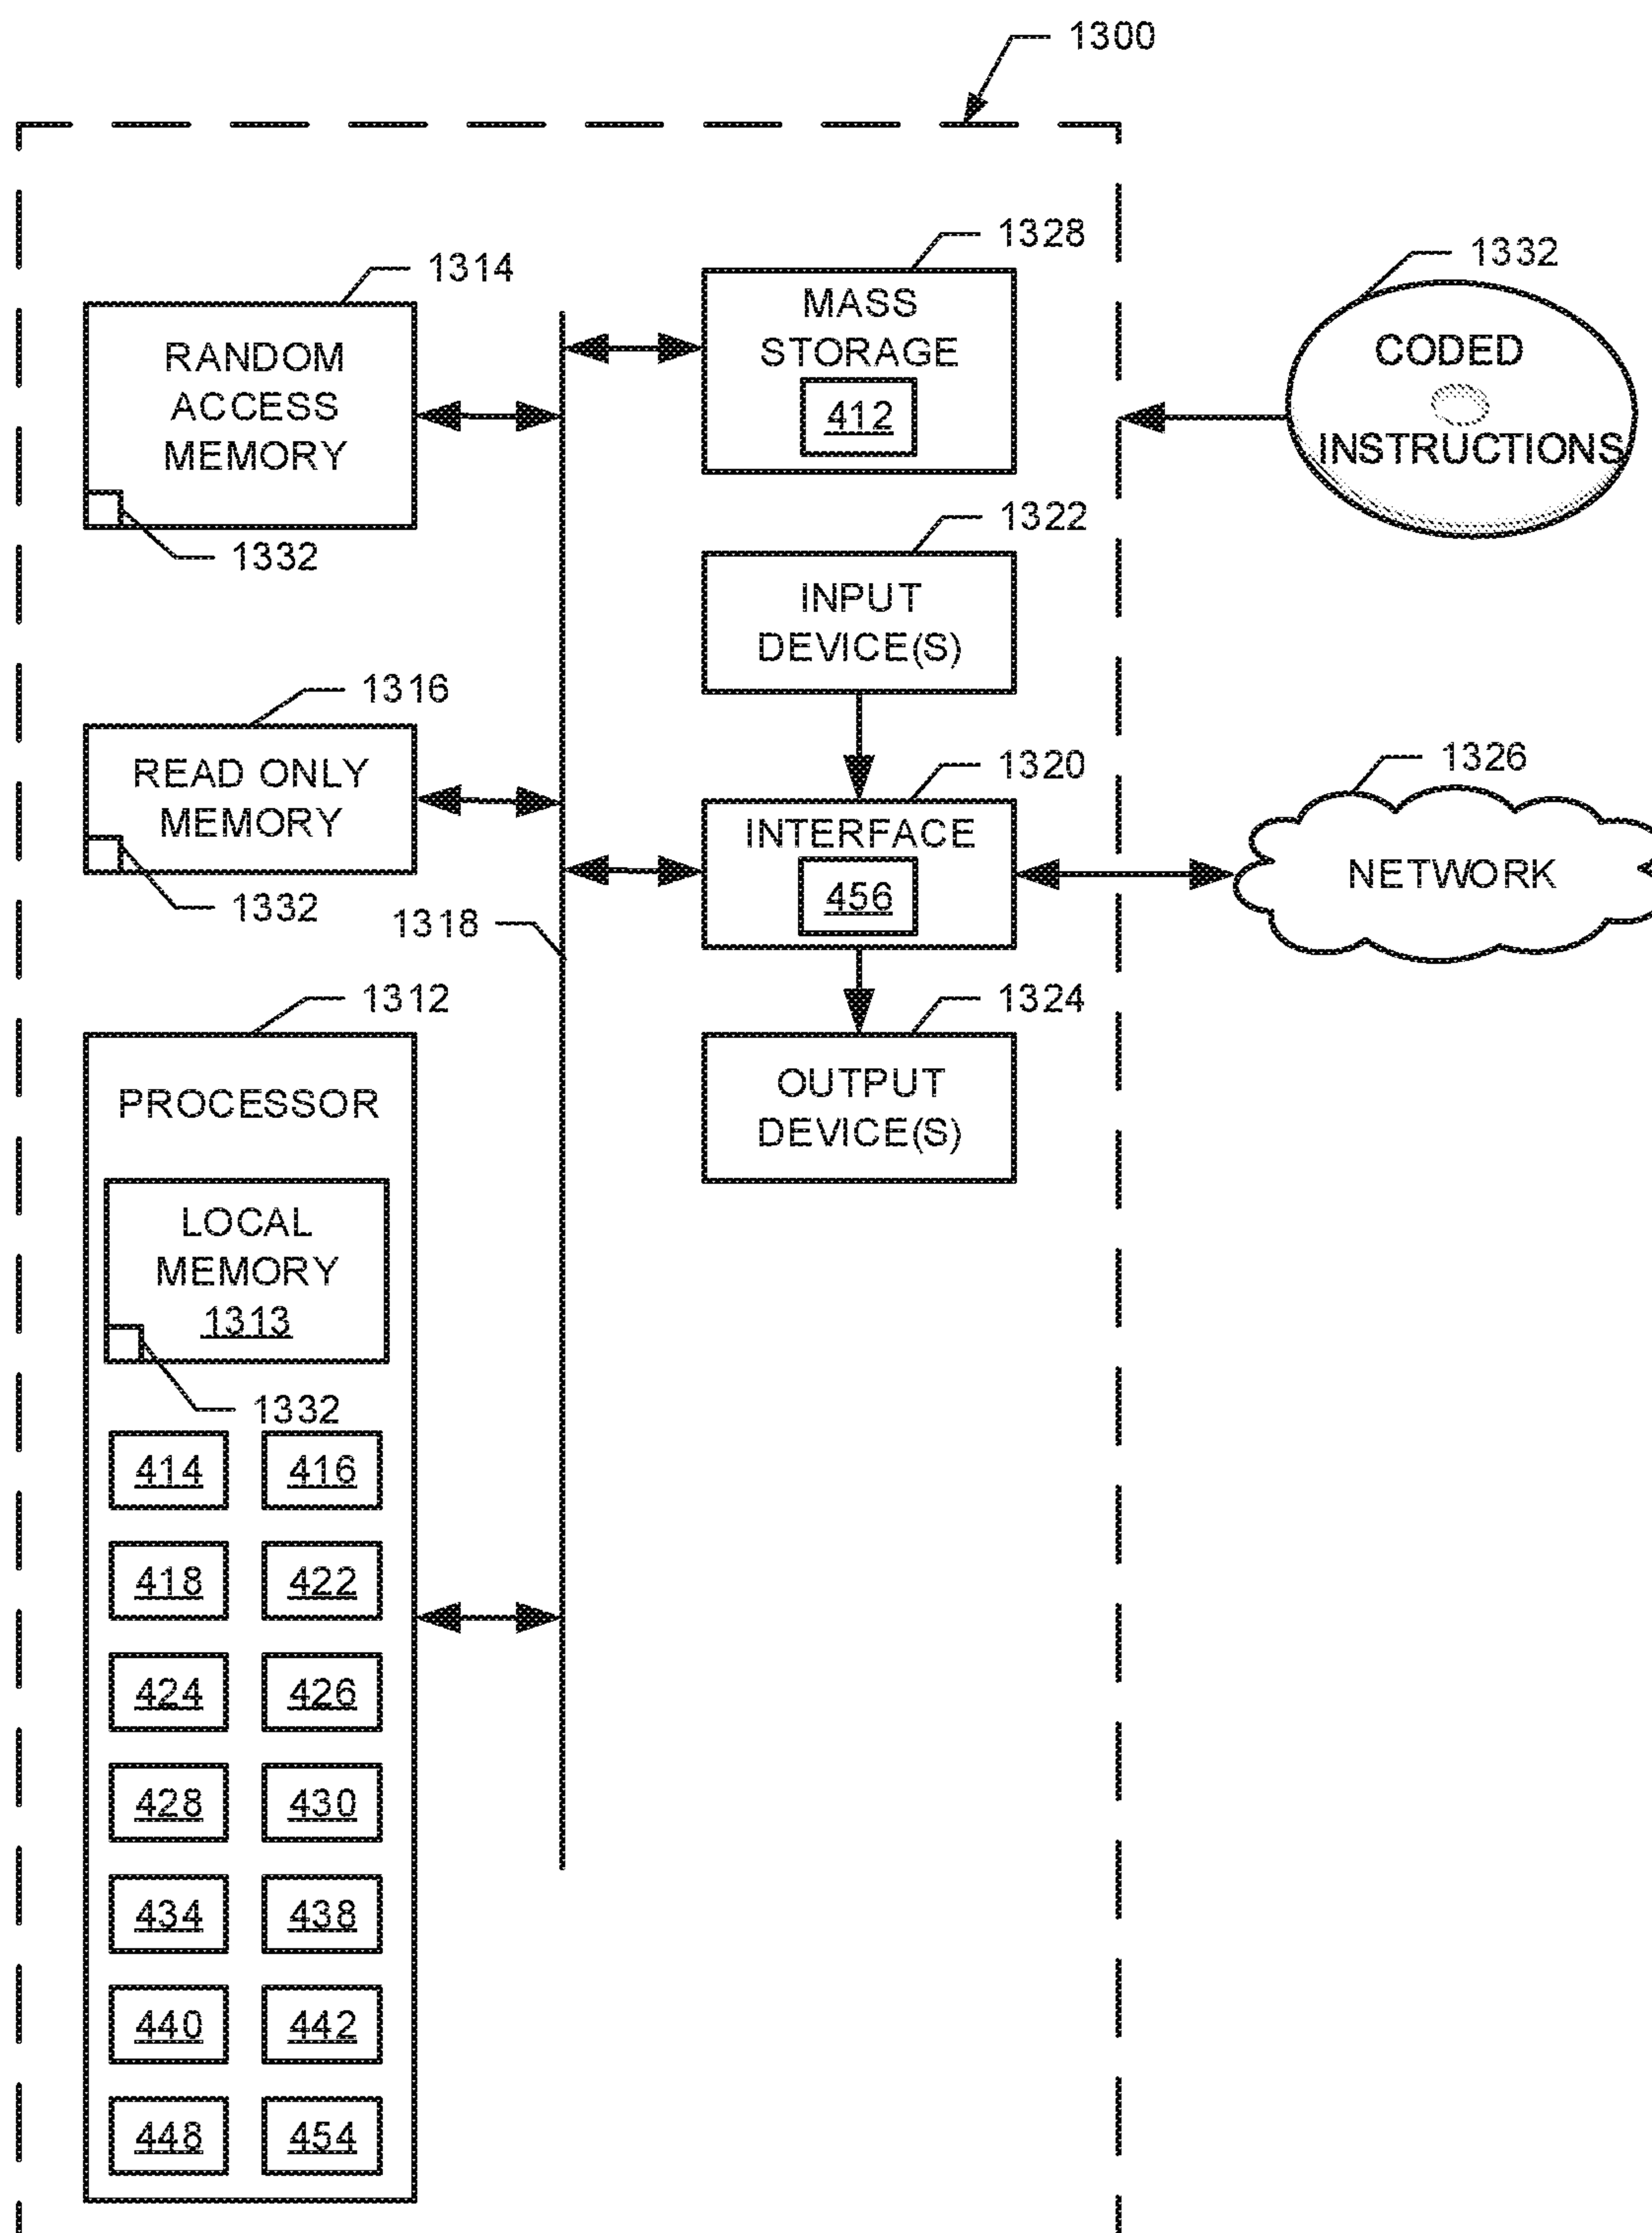 1300
1314
RANDOM
ACCESS
MEMORY
1332
1328
MASS
STORAGE
412
1332
CODED
INSTRUCTIONS
1322
INPUT
DEVICE(S)
1316
READ ONLY
MEMORY
1332
1318
1320
INTERFACE
456
1326
NETWORK
1324
OUTPUT
DEVICE(S)
1312
PROCESSOR
LOCAL
MEMORY
1313
1332
414 416
418 422
424 426
428 430
434 438
440 442
448 454